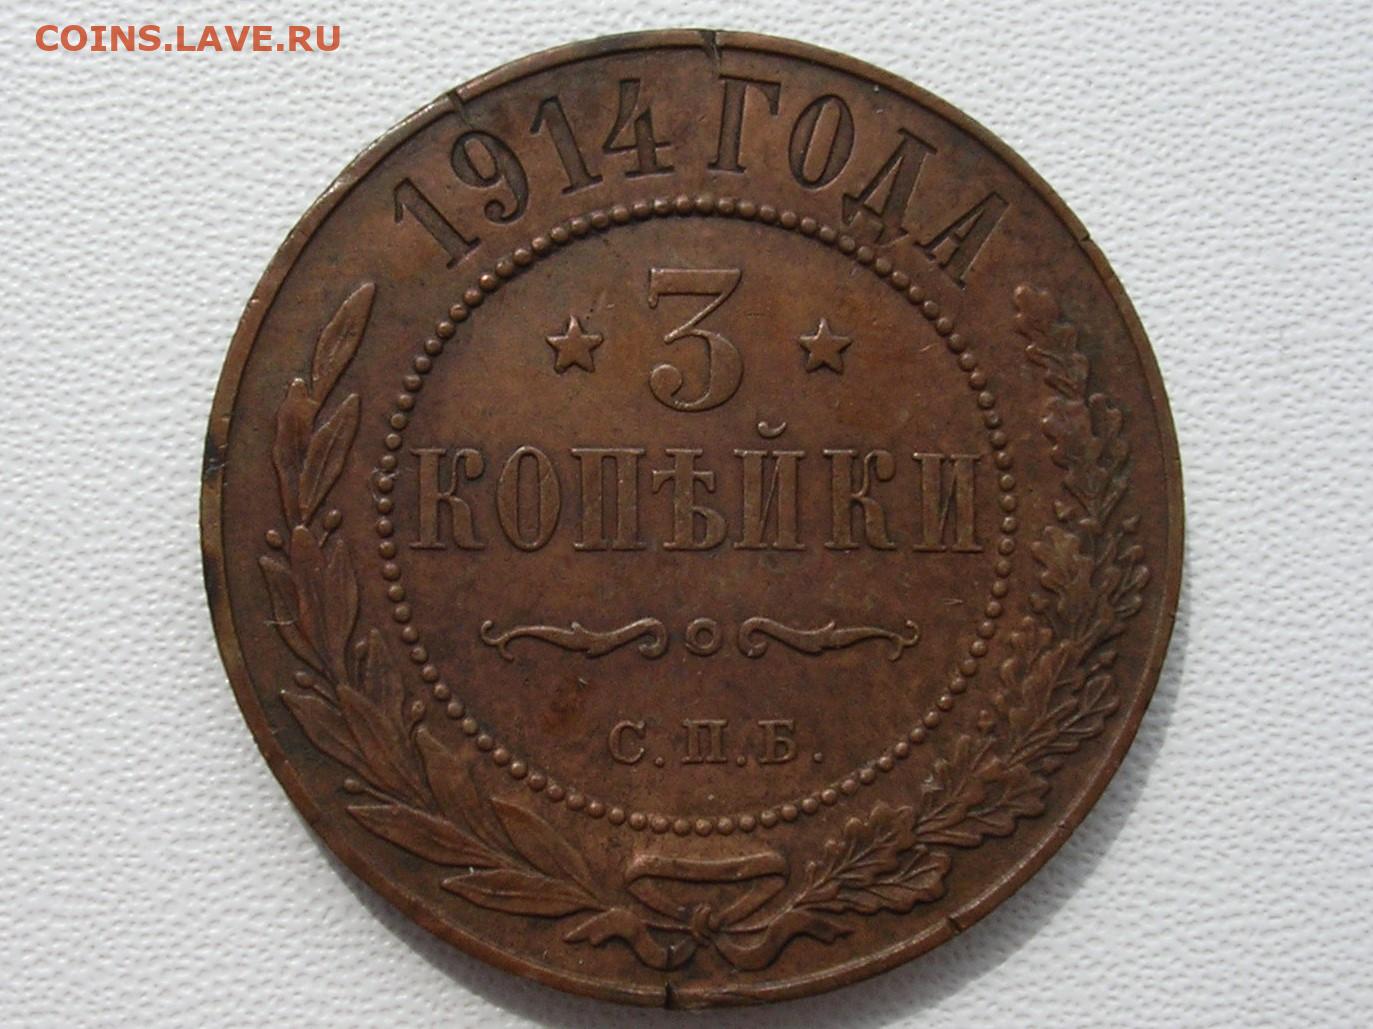 COINS.LAVE.RU
1914 ГОДА
3
КОПѢЙКИ
С.П.Б.